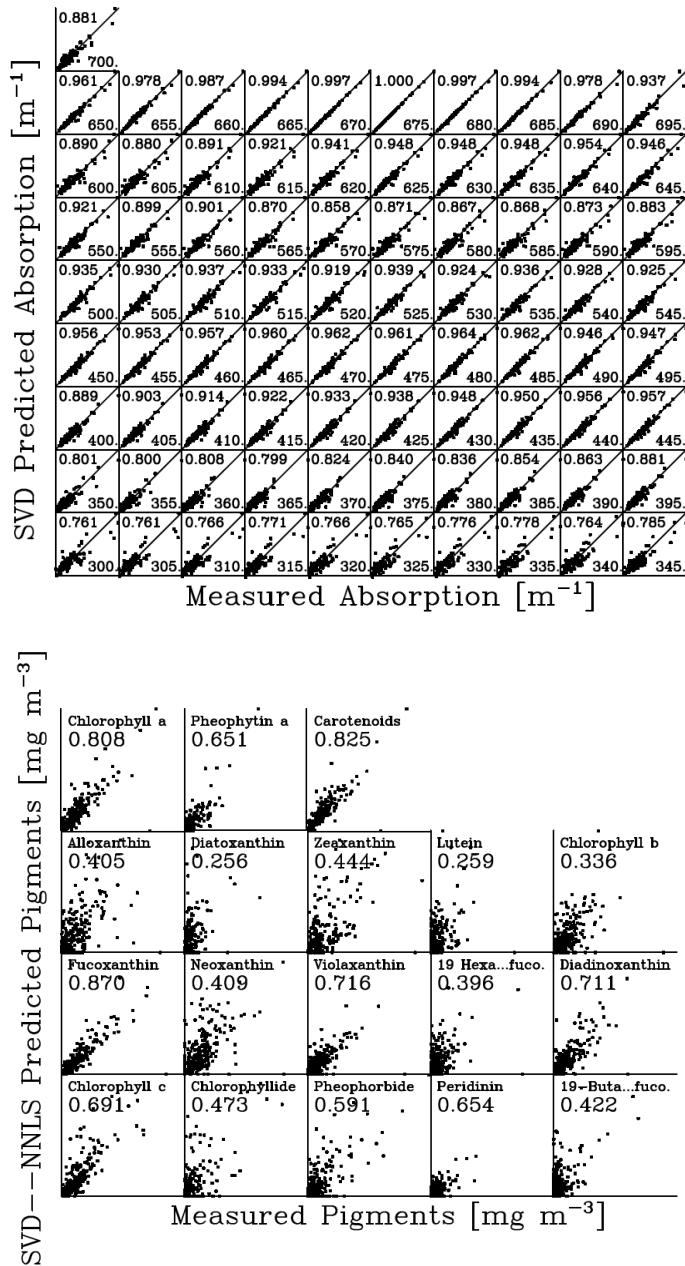 SVD Predicted Absorption [m⁻¹]
0.881
700.
0.961 0.978 0.987 0.994 0.997 1.000 0.997 0.994 0.978 0.937
650. 655. 660. 665. 670. 675. 680. 685. 690. 695.
0.890 0.880 0.891 0.921 0.941 0.948 0.948 0.948 0.954 0.946
600. 605. 610. 615. 620. 625. 630. 635. 640. 645.
0.921 0.899 0.901 0.870 0.858 0.871 0.867 0.868 0.873 0.883
550. 555. 560. 565. 570. 575. 580. 585. 590. 595.
0.935 0.930 0.937 0.933 0.919 0.939 0.924 0.936 0.928 0.925
500. 505. 510. 515. 520. 525. 530. 535. 540. 545.
0.956 0.953 0.957 0.960 0.962 0.961 0.964 0.962 0.946 0.947
450. 455. 460. 465. 470. 475. 480. 485. 490. 495.
0.889 0.903 0.914 0.922 0.933 0.938 0.948 0.950 0.956 0.957
400. 405. 410. 415. 420. 425. 430. 435. 440. 445.
0.801 0.800 0.808 0.799 0.824 0.840 0.836 0.854 0.863 0.881
350. 355. 360. 365. 370. 375. 380. 385. 390. 395.
0.761 0.761 0.766 0.771 0.766 0.765 0.776 0.778 0.764 0.785
300. 305. 310. 315. 320. 325. 330. 335. 340. 345.
Measured Absorption [m⁻¹]
SVD--NNLS Predicted Pigments [mg m⁻³]
Chlorophyll a Pheophytin a Carotenoids
0.808 0.651 0.825
Alloxanthin Diatoxanthin Zeaxanthin Lutein Chlorophyll b
0.405 0.256 0.444 0.259 0.336
Fucoxanthin Neoxanthin Violaxanthin 19 Hexa...fuco. Diadinoxanthin
0.870 0.409 0.716 0.396 0.711
Chlorophyll c Chlorophyllide Pheophorbide Peridinin 19-Buta...fuco.
0.691 0.473 0.591 0.654 0.422
Measured Pigments [mg m⁻³]